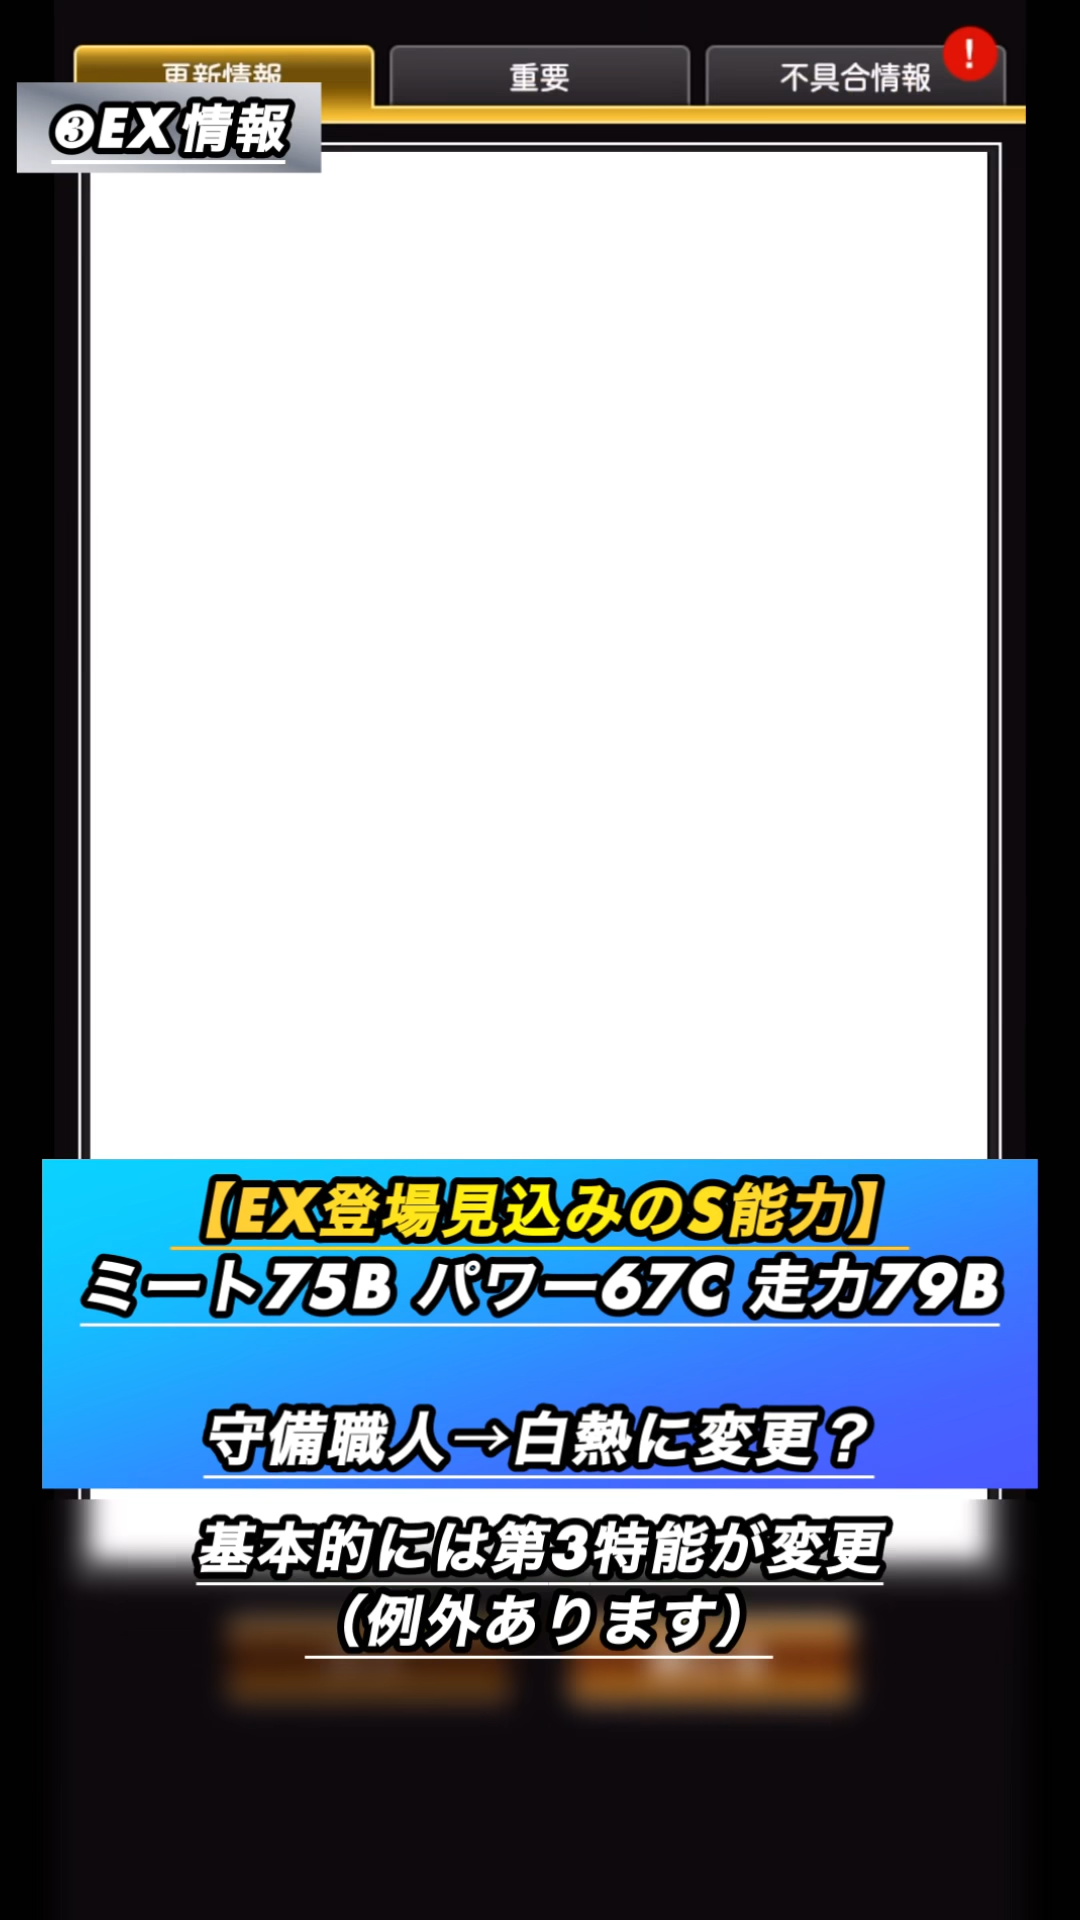 更新情報
重要
不具合情報
!
❸EX情報
【EX登場見込みのS能力】
ミート75B パワー67C 走力79B
守備職人→白熱に変更？
基本的には第3特能が変更
（例外あります）